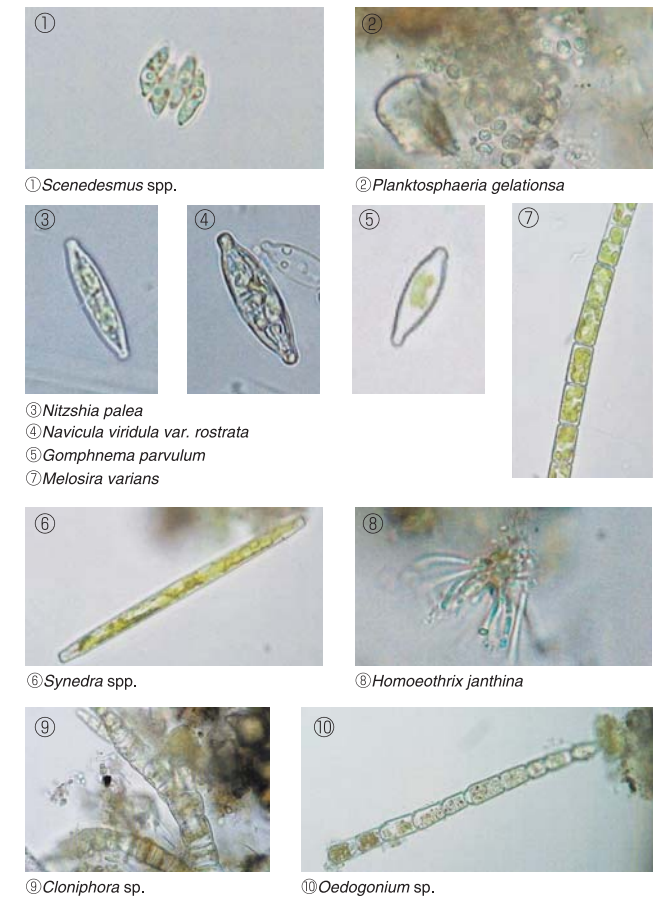 ①
②
①Scenedesmus spp.
②Planktosphaeria gelationsa
③
④
⑤
⑦
③Nitzshia palea
④Navicula viridula var. rostrata
⑤Gomphnema parvulum
⑦Melosira varians
⑥
⑧
⑥Synedra spp.
⑧Homoeothrix janthina
⑨
⑩
⑨Cloniphora sp.
⑩Oedogonium sp.